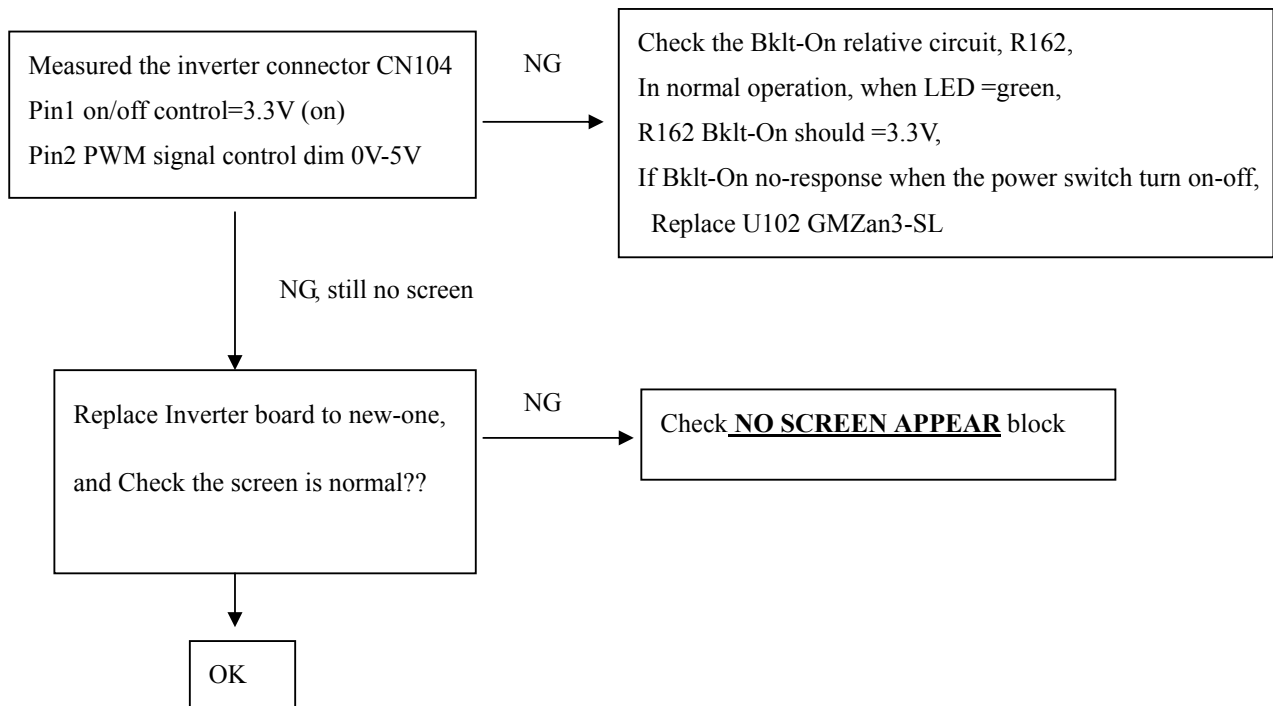 Measured the inverter connector CN104
Pin1 on/off control=3.3V (on)
Pin2 PWM signal control dim 0V-5V
NG
Check the Bklt-On relative circuit, R162,
In normal operation, when LED =green,
R162 Bklt-On should =3.3V,
If Bklt-On no-response when the power switch turn on-off,
Replace U102 GMZan3-SL
NG, still no screen
Replace Inverter board to new-one,
and Check the screen is normal??
NG
Check NO SCREEN APPEAR block
OK